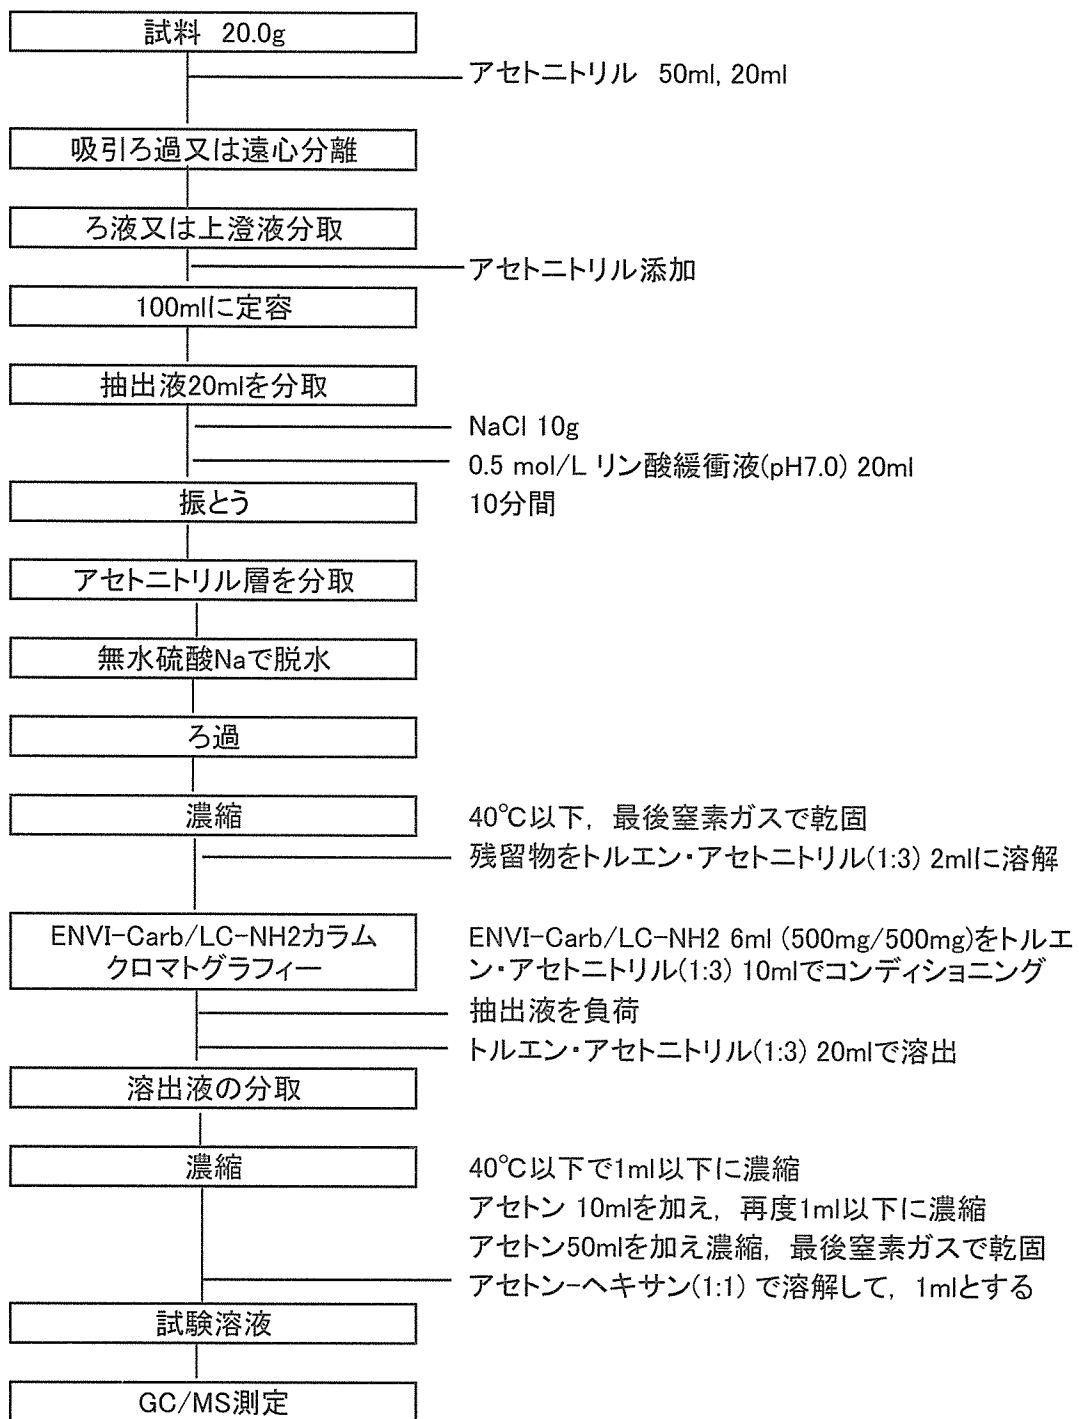 試料 20.0g
アセトニトリル 50ml, 20ml
吸引ろ過又は遠心分離
ろ液又は上澄液分取
アセトニトリル添加
100mlに定容
抽出液20mlを分取
NaCl 10g
0.5 mol/L リン酸緩衝液(pH7.0) 20ml
振とう
10分間
アセトニトリル層を分取
無水硫酸Naで脱水
ろ過
濃縮
40℃以下, 最後窒素ガスで乾固
残留物をトルエン・アセトニトリル(1:3) 2mlに溶解
ENVI-Carb/LC-NH2カラム
クロマトグラフィー
ENVI-Carb/LC-NH2 6ml (500mg/500mg)をトルエ
ン・アセトニトリル(1:3) 10mlでコンディショニング
抽出液を負荷
トルエン・アセトニトリル(1:3) 20mlで溶出
溶出液の分取
濃縮
40℃以下で1ml以下に濃縮
アセトン 10mlを加え, 再度1ml以下に濃縮
アセトン50mlを加え濃縮, 最後窒素ガスで乾固
アセトン-ヘキサン(1:1) で溶解して, 1mlとする
試験溶液
GC/MS測定